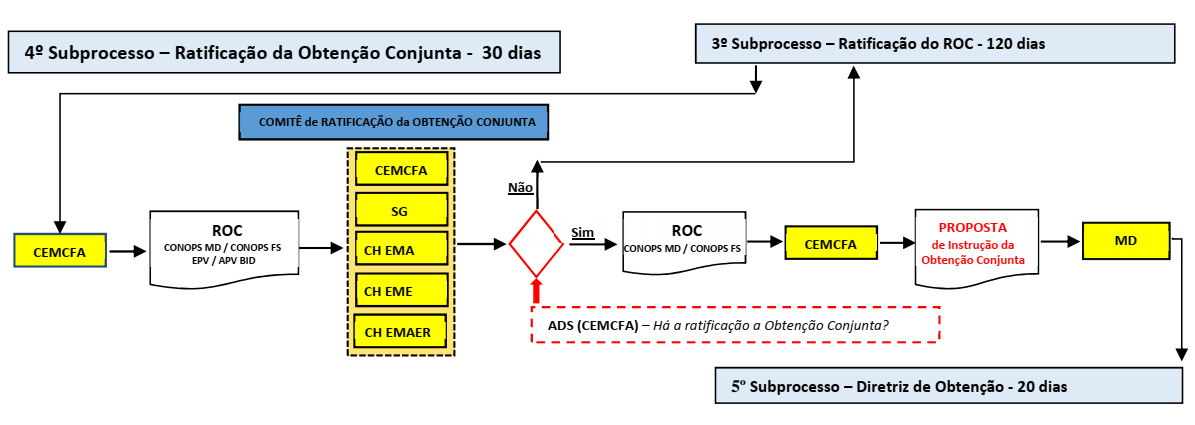 4º Subprocesso – Ratificação da Obtenção Conjunta - 30 dias
3º Subprocesso – Ratificação do ROC - 120 dias
COMITÊ de RATIFICAÇÃO da OBTENÇÃO CONJUNTA
CEMCFA
ROC
CONOPS MD / CONOPS FS
EPV / APV BID
CEMCFA
SG
CH EMA
CH EME
CH EMAER
Não
Sim
ADS (CEMCFA) – Há a ratificação a Obtenção Conjunta?
ROC
CONOPS MD / CONOPS FS
CEMCFA
PROPOSTA
de Instrução da
Obtenção Conjunta
MD
5º Subprocesso – Diretriz de Obtenção - 20 dias